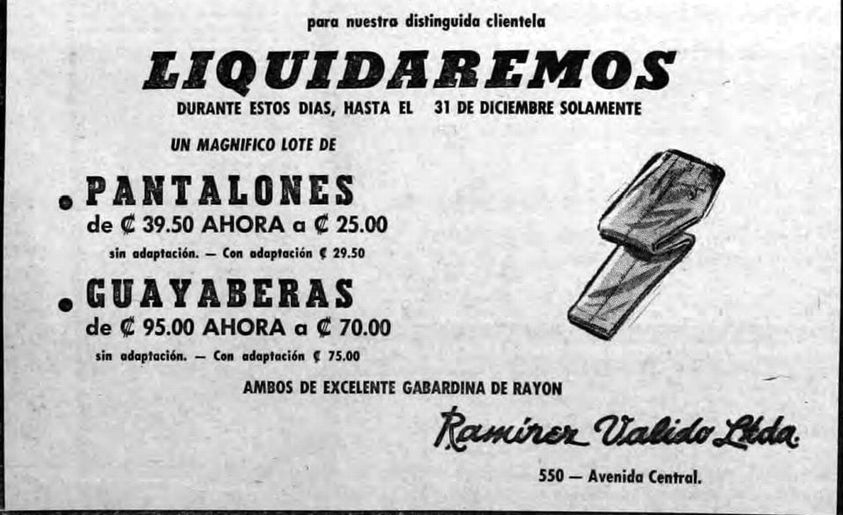 para nuestra distinguida clientela
LIQUIDAREMOS
DURANTE ESTOS DIAS, HASTA EL 31 DE DICIEMBRE SOLAMENTE
UN MAGNIFICO LOTE DE
• PANTALONES
de ₡ 39.50 AHORA a ₡ 25.00
sin adaptación. — Con adaptación ₡ 29.50
• GUAYABERAS
de ₡ 95.00 AHORA a ₡ 70.00
sin adaptación. — Con adaptación ₡ 75.00
AMBOS DE EXCELENTE GABARDINA DE RAYON
Ramírez Valido Ltda.
550 — Avenida Central.